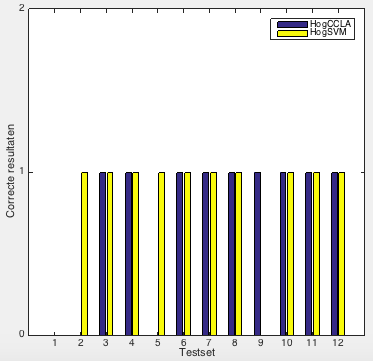 2
HogCCLA
HogSVM
Correcte resultaten
1
0
1 2 3 4 5 6 7 8 9 10 11 12
Testset